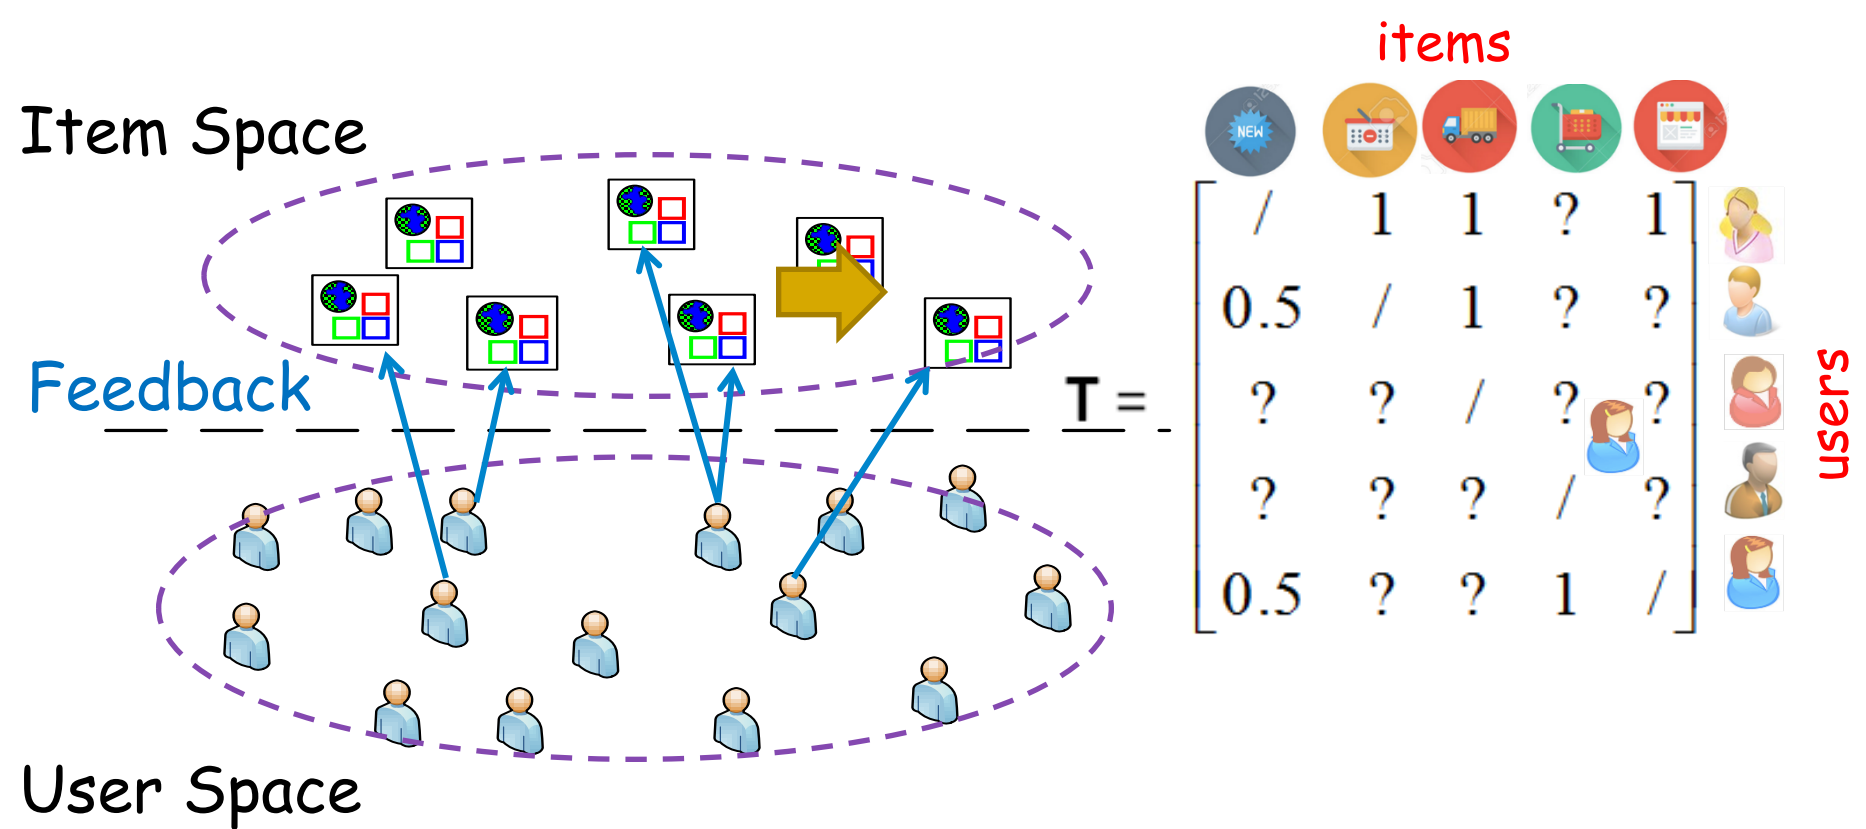 items
Item Space
NEW
/ 1 1 ? 1
0.5 / 1 ? ?
Feedback
T =
? ? / ? ?
users
? ? ? / ?
0.5 ? ? 1 /
User Space